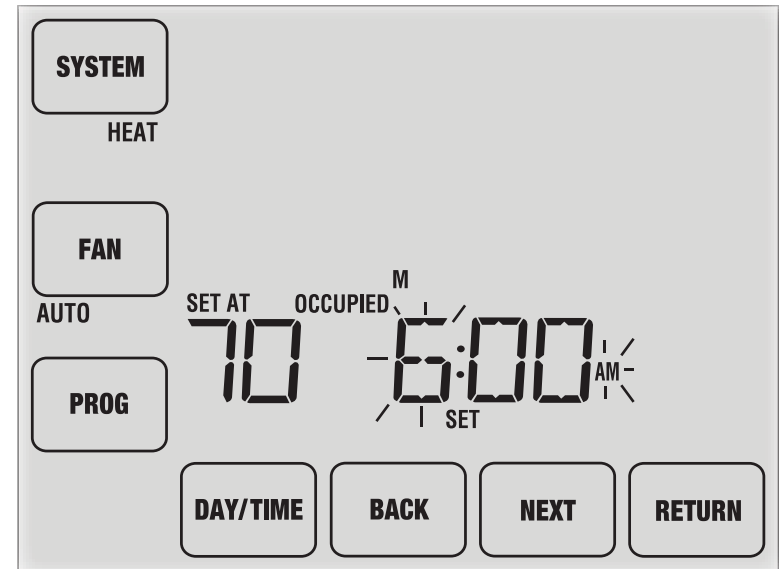 SYSTEM
HEAT
FAN
AUTO
M
SET AT OCCUPIED
70 6:00 AM
SET
PROG
DAY/TIME BACK NEXT RETURN